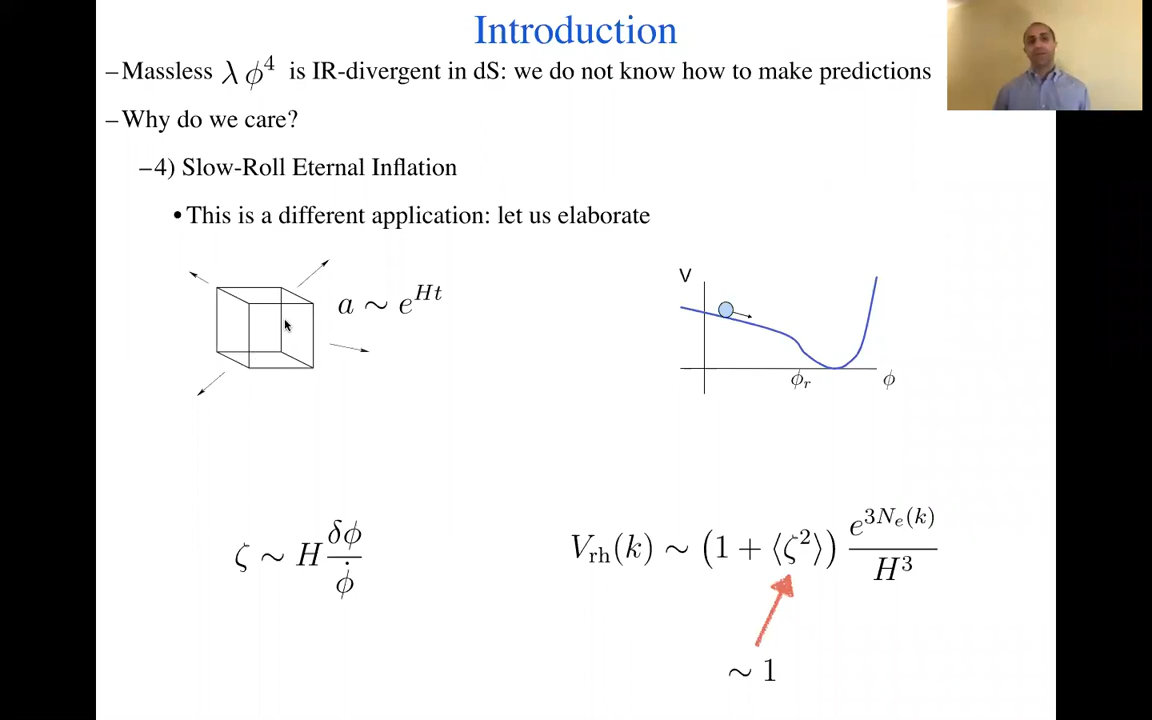 Introduction
–Massless λ ϕ⁴ is IR-divergent in dS: we do not know how to make predictions
–Why do we care?
–4) Slow-Roll Eternal Inflation
• This is a different application: let us elaborate
a ∼ e^{Ht}
V
ϕ_r
ϕ
ζ ∼ H δϕ/ϕ̇
V_rh(k) ∼ (1 + ⟨ζ²⟩) e^{3N_e(k)}/H³
∼ 1